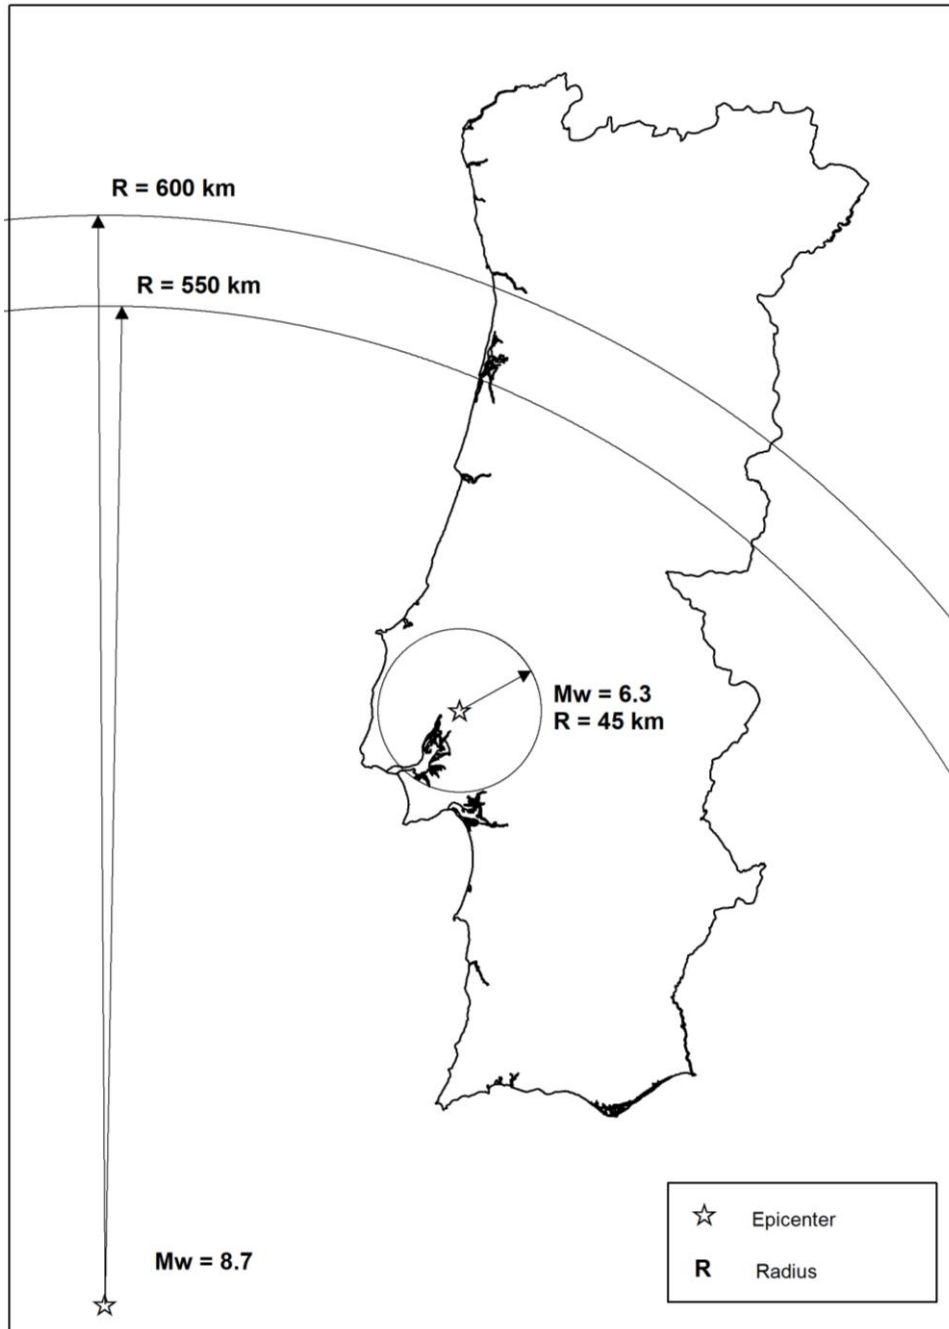 R = 600 km
R = 550 km
Mw = 6.3
R = 45 km
Mw = 8.7
Epicenter
R Radius